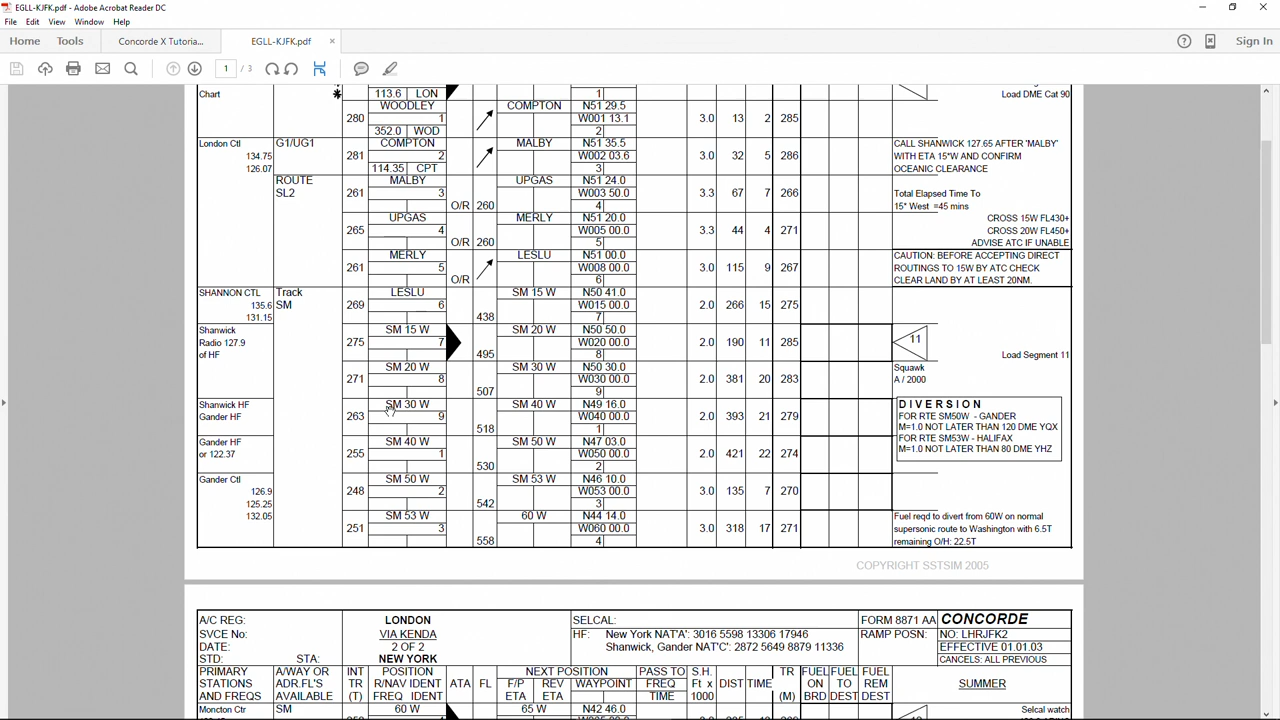 EGLL-KJFK.pdf - Adobe Acrobat Reader DC
File Edit View Window Help
Home Tools Concorde X Tutoria... EGLL-KJFK.pdf × Sign In
1 / 3
Chart * 113.6 LON 1 Load DME Cat 90
280 WOODLEY 1 352.0 WOD COMPTON N51 29.5 W001 13.1 2 3.0 13 2 285
London Ctl 134.75 126.07 G1/UG1 281 COMPTON 2 114.35 CPT MALBY N51 35.5 W002 03.6 3 3.0 32 5 286
CALL SHANWICK 127.65 AFTER 'MALBY'
WITH ETA 15*W AND CONFIRM
OCEANIC CLEARANCE
ROUTE SL2 261 MALBY 3 O/R 260 UPGAS N51 24.0 W003 50.0 4 3.3 67 7 266
Total Elapsed Time To
15* West =45 mins
265 UPGAS 4 O/R 260 MERLY N51 20.0 W005 00.0 5 3.3 44 4 271
CROSS 15W FL430+
CROSS 20W FL450+
ADVISE ATC IF UNABLE
261 MERLY 5 O/R LESLU N51 00.0 W008 00.0 6 3.0 115 9 267
CAUTION: BEFORE ACCEPTING DIRECT
ROUTINGS TO 15W BY ATC CHECK
CLEAR LAND BY AT LEAST 20NM.
SHANNON CTL 135.6 131.15 Track SM 269 LESLU 6 438 SM 15 W N50 41.0 W015 00.0 7 2.0 266 15 275
Shanwick Radio 127.9 of HF 275 SM 15 W 7 495 SM 20 W N50 50.0 W020 00.0 8 2.0 190 11 285 11 Load Segment 11
271 SM 20 W 8 507 SM 30 W N50 30.0 W030 00.0 9 2.0 381 20 283 Squawk A / 2000
Shanwick HF Gander HF 263 SM 30 W 9 518 SM 40 W N49 16.0 W040 00.0 1 2.0 393 21 279
DIVERSION
FOR RTE SM50W - GANDER
M=1.0 NOT LATER THAN 120 DME YQX
FOR RTE SM53W - HALIFAX
M=1.0 NOT LATER THAN 80 DME YHZ
Gander HF or 122.37 255 SM 40 W 1 530 SM 50 W N47 03.0 W050 00.0 2 2.0 421 22 274
Gander Ctl 126.9 125.25 132.05 248 SM 50 W 2 542 SM 53 W N46 10.0 W053 00.0 3 3.0 135 7 270
251 SM 53 W 3 558 60 W N44 14.0 W060 00.0 4 3.0 318 17 271
Fuel reqd to divert from 60W on normal
supersonic route to Washington with 6.5T
remaining O/H: 22.5T
COPYRIGHT SSTSIM 2005
A/C REG: LONDON SELCAL: FORM 8871 AA CONCORDE
SVCE No: VIA KENDA HF: New York NAT'A': 3016 5598 13306 17946 RAMP POSN: NO: LHRJFK2
DATE: 2 OF 2 Shanwick, Gander NAT'C': 2872 5649 8879 11336 EFFECTIVE 01.01.03
STD: STA: NEW YORK CANCELS: ALL PREVIOUS
PRIMARY A/WAY OR INT POSITION NEXT POSITION PASS TO S.H. TR FUEL FUEL FUEL
STATIONS ADR.FL'S TR R/NAV IDENT ATA FL F/P REV WAYPOINT FREQ Ft x DIST TIME ON TO REM SUMMER
AND FREQS AVAILABLE (T) FREQ IDENT ETA ETA TIME 1000 (M) BRD DEST DEST
Moncton Ctr SM 60 W 65 W N42 46.0 Selcal watch